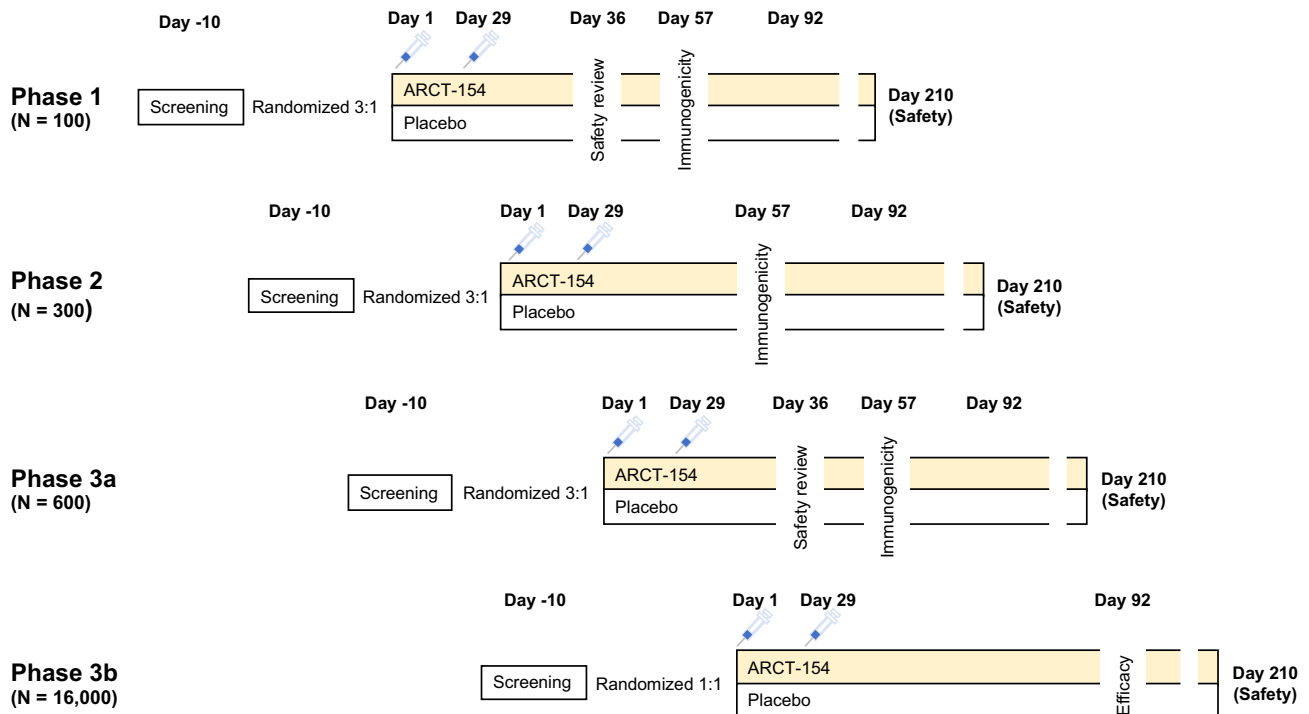 Day -10 Day 1 Day 29 Day 36 Day 57 Day 92
Phase 1
(N = 100)
Screening Randomized 3:1
ARCT-154
Placebo
Safety review
Immunogenicity
Day 210
(Safety)
Day -10 Day 1 Day 29 Day 57 Day 92
Phase 2
(N = 300)
Screening Randomized 3:1
ARCT-154
Placebo
Immunogenicity
Day 210
(Safety)
Day -10 Day 1 Day 29 Day 36 Day 57 Day 92
Phase 3a
(N = 600)
Screening Randomized 3:1
ARCT-154
Placebo
Safety review
Immunogenicity
Day 210
(Safety)
Day -10 Day 1 Day 29 Day 92
Phase 3b
(N = 16,000)
Screening Randomized 1:1
ARCT-154
Placebo
Efficacy
Day 210
(Safety)